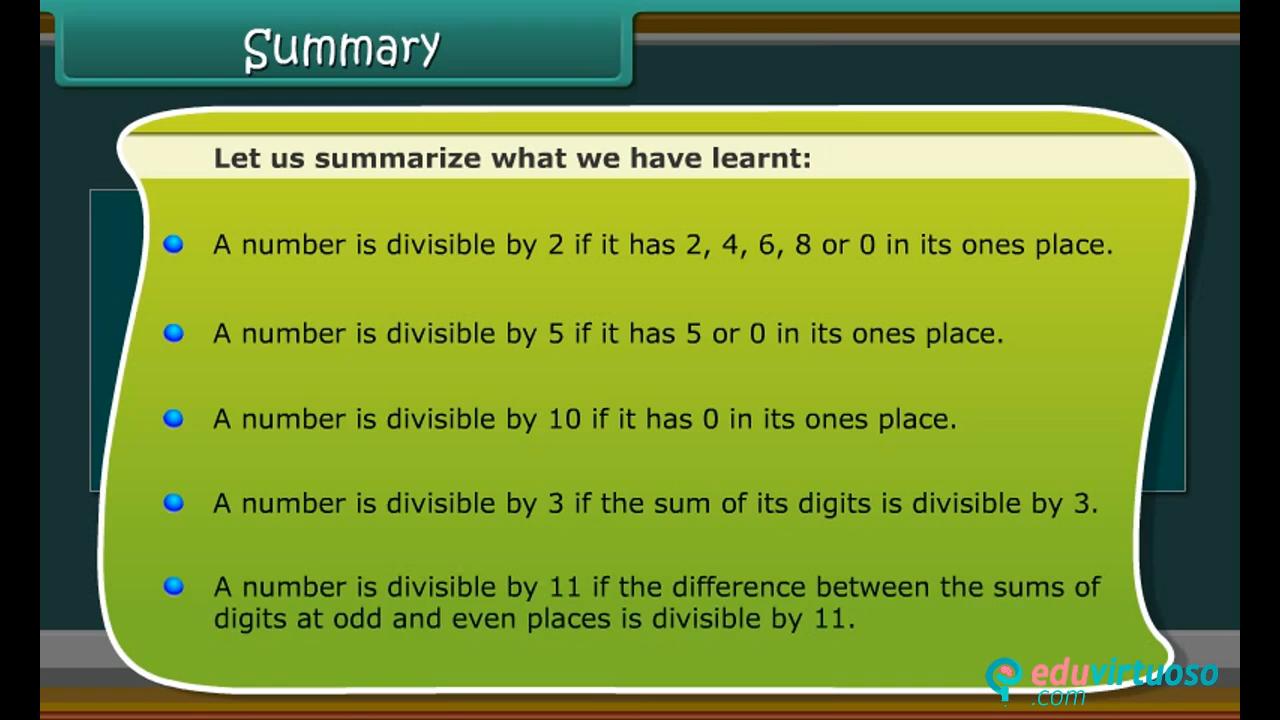 Summary
Let us summarize what we have learnt:
A number is divisible by 2 if it has 2, 4, 6, 8 or 0 in its ones place.
A number is divisible by 5 if it has 5 or 0 in its ones place.
A number is divisible by 10 if it has 0 in its ones place.
A number is divisible by 3 if the sum of its digits is divisible by 3.
A number is divisible by 11 if the difference between the sums of
digits at odd and even places is divisible by 11.
eduvirtuoso
.com